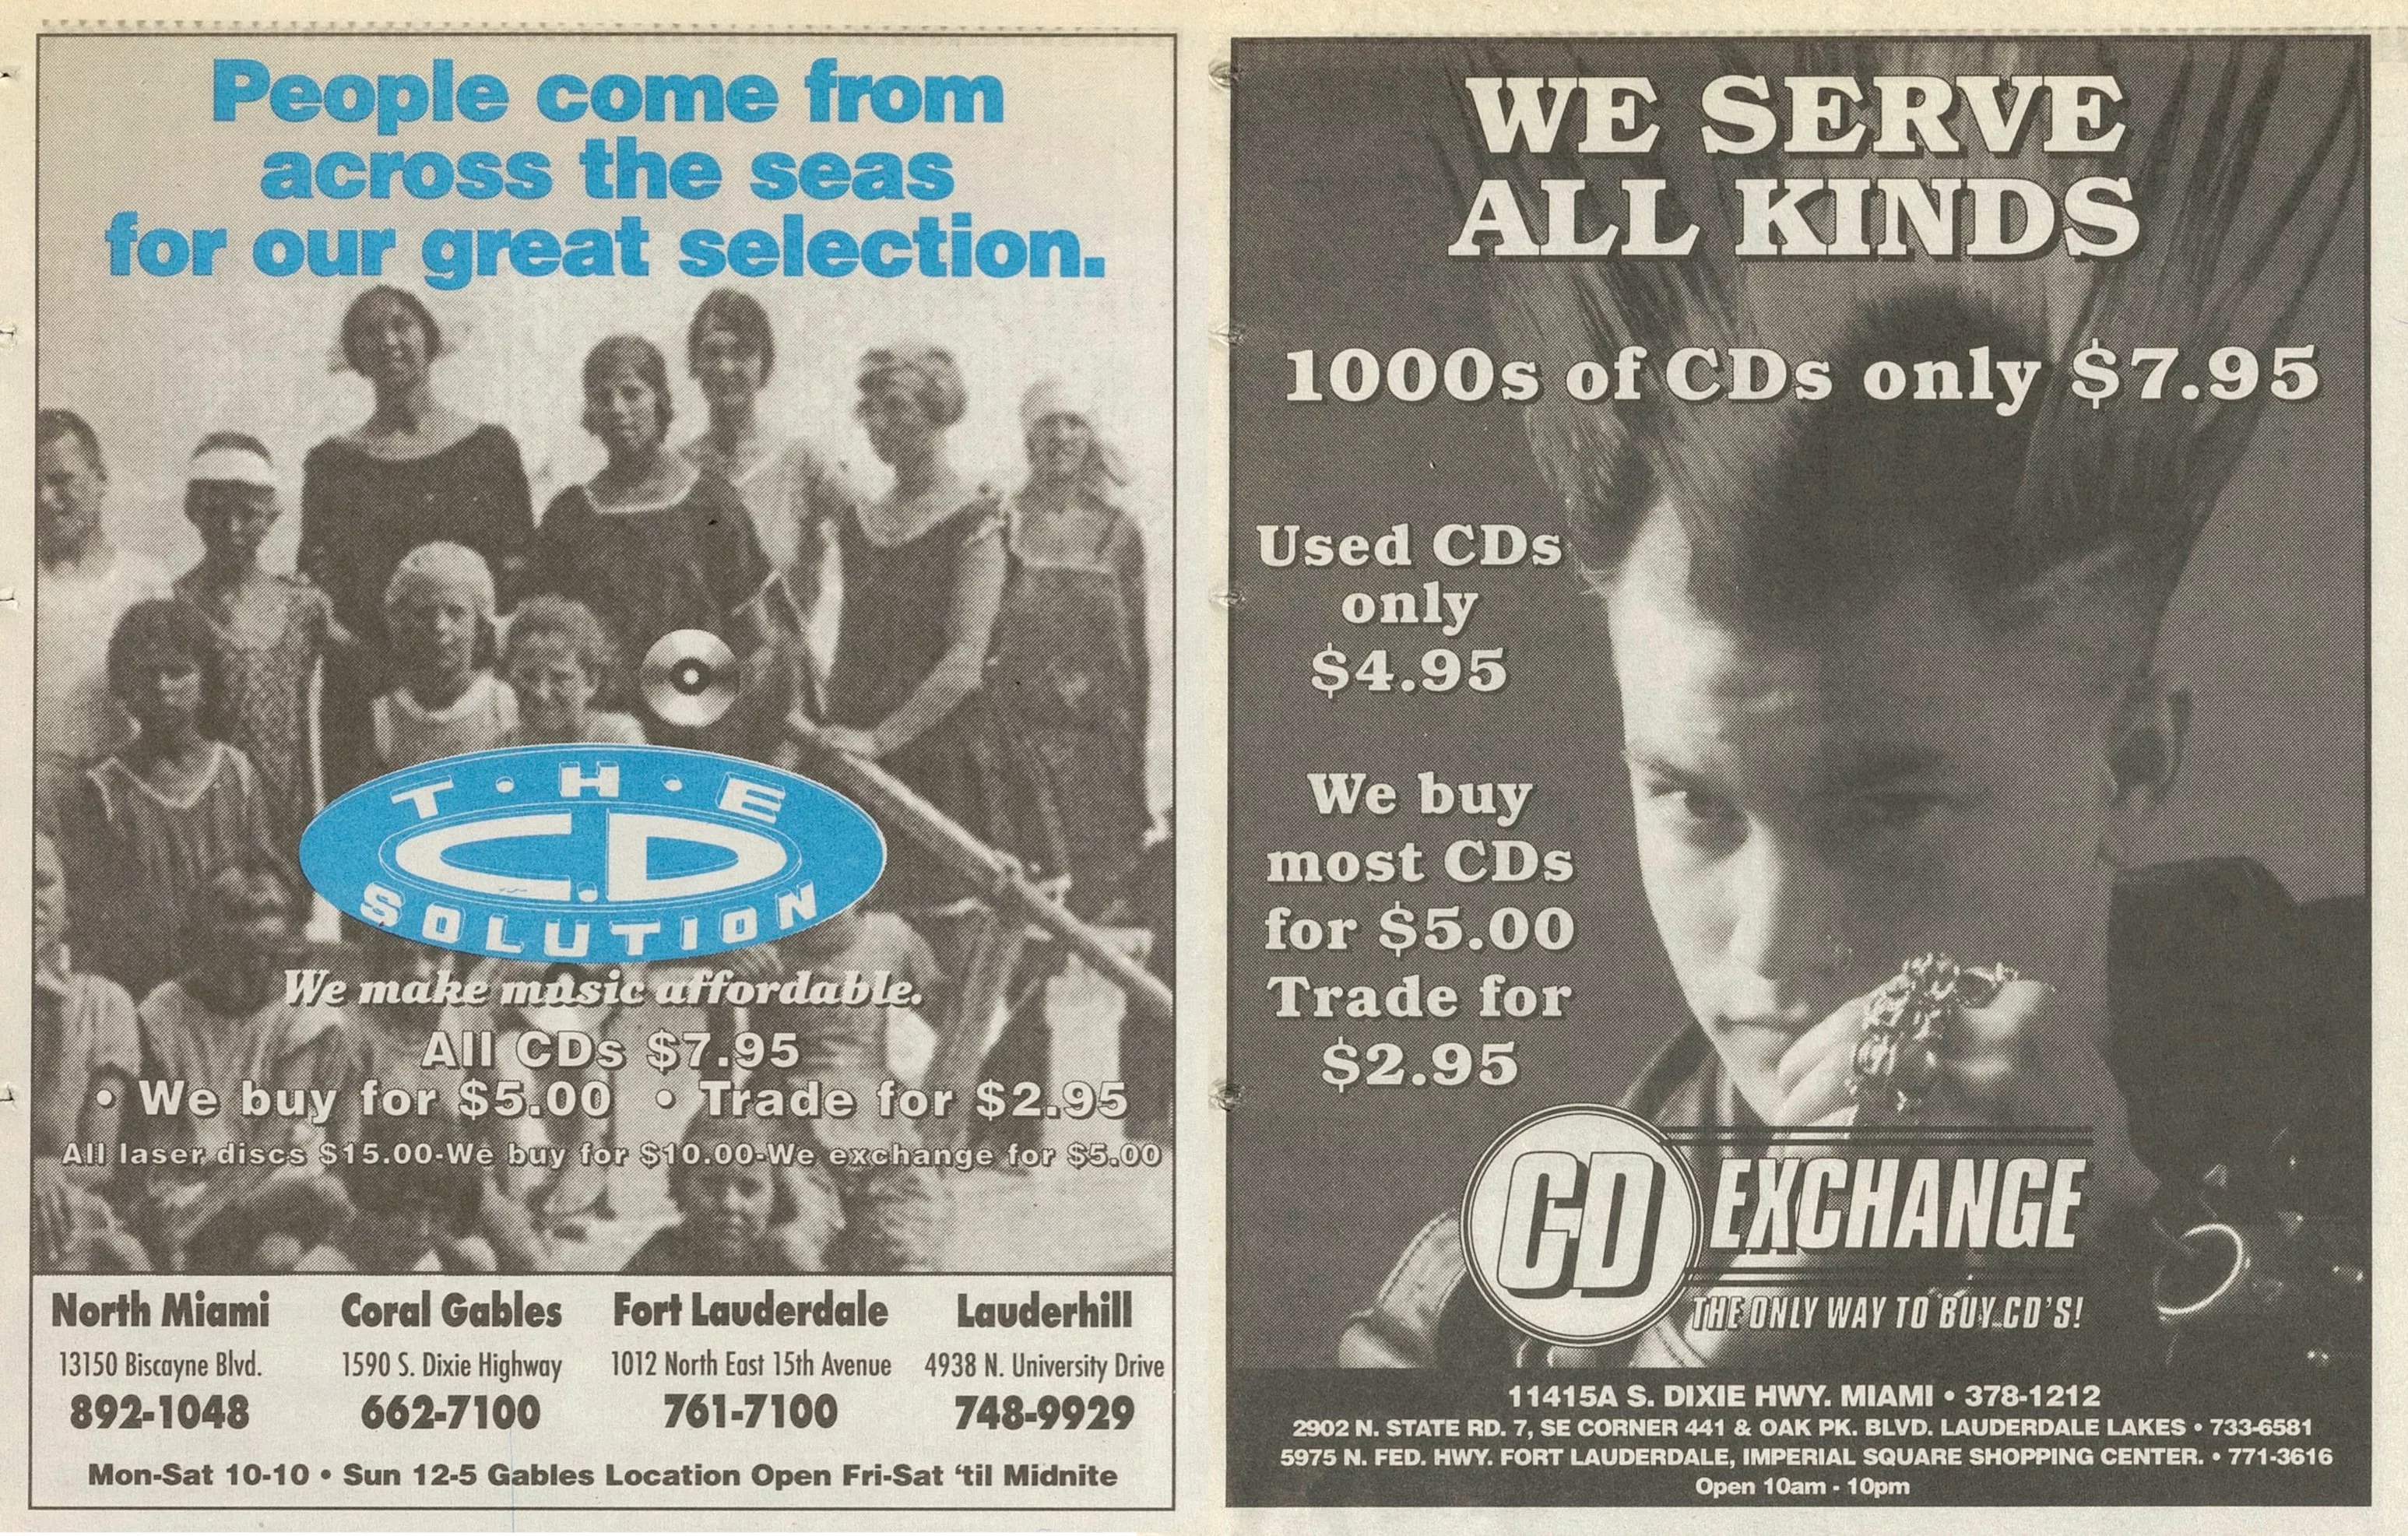 People come from
across the seas
for our great selection.
T·H·E
C.D
SOLUTION
We make music affordable.
All CDs $7.95
• We buy for $5.00 • Trade for $2.95
All laser discs $15.00-We buy for $10.00-We exchange for $5.00
North Miami
13150 Biscayne Blvd.
892-1048
Coral Gables
1590 S. Dixie Highway
662-7100
Fort Lauderdale
1012 North East 15th Avenue
761-7100
Lauderhill
4938 N. University Drive
748-9929
Mon-Sat 10-10 • Sun 12-5 Gables Location Open Fri-Sat ‘til Midnite
WE SERVE
ALL KINDS
1000s of CDs only $7.95
Used CDs
only
$4.95
We buy
most CDs
for $5.00
Trade for
$2.95
CD EXCHANGE
THE ONLY WAY TO BUY CD'S!
11415A S. DIXIE HWY. MIAMI • 378-1212
2902 N. STATE RD. 7, SE CORNER 441 & OAK PK. BLVD. LAUDERDALE LAKES • 733-6581
5975 N. FED. HWY. FORT LAUDERDALE, IMPERIAL SQUARE SHOPPING CENTER. • 771-3616
Open 10am - 10pm